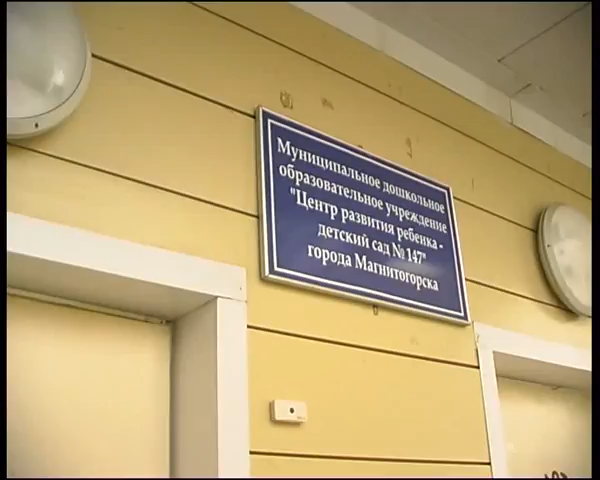 Муниципальное дошкольное
образовательное учреждение
"Центр развития ребенка -
детский сад № 147"
города Магнитогорска